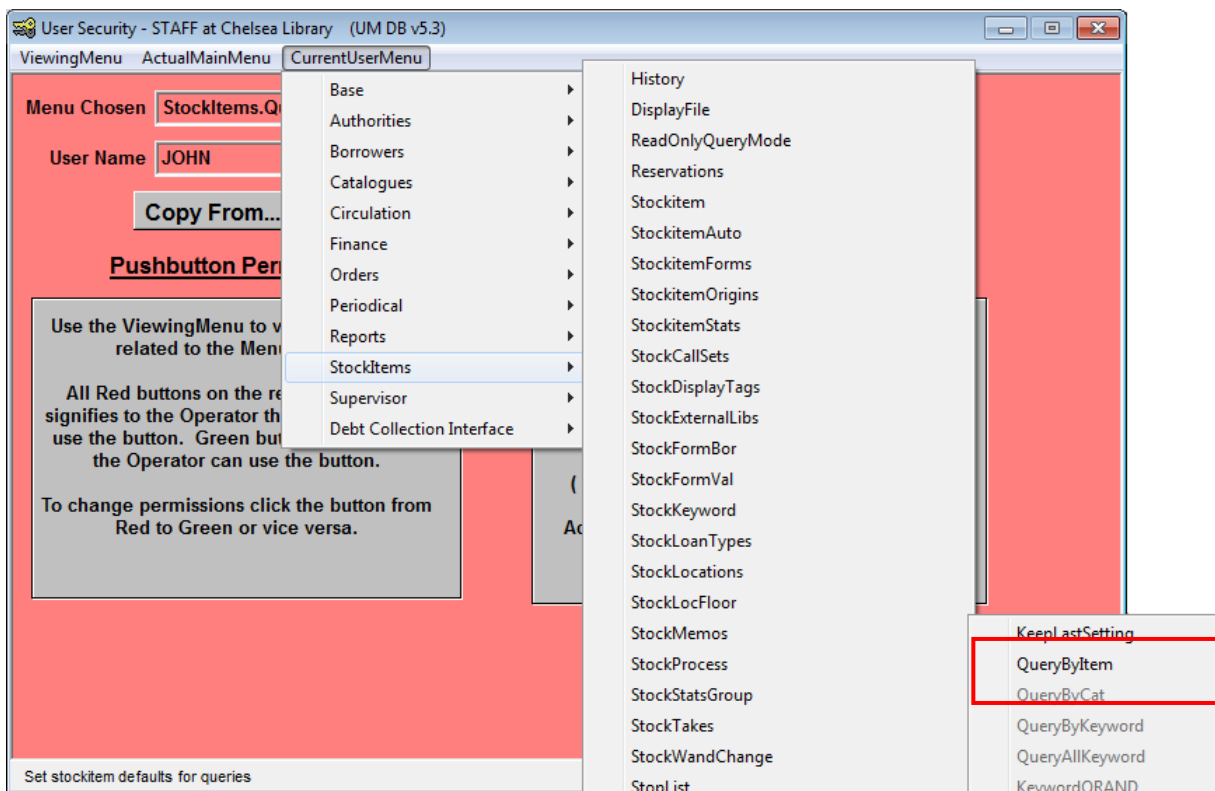 User Security - STAFF at Chelsea Library (UM DB v5.3)
ViewingMenu ActualMainMenu CurrentUserMenu
Menu Chosen StockItems.Q
User Name JOHN
Copy From...
Pushbutton Per
Use the ViewingMenu to v
related to the Men
All Red buttons on the re
signifies to the Operator th
use the button. Green but
the Operator can use the button.
To change permissions click the button from
Red to Green or vice versa.
(
Ac
Set stockitem defaults for queries
Base
Authorities
Borrowers
Catalogues
Circulation
Finance
Orders
Periodical
Reports
StockItems
Supervisor
Debt Collection Interface
History
DisplayFile
ReadOnlyQueryMode
Reservations
Stockitem
StockitemAuto
StockitemForms
StockitemOrigins
StockitemStats
StockCallSets
StockDisplayTags
StockExternalLibs
StockFormBor
StockFormVal
StockKeyword
StockLoanTypes
StockLocations
StockLocFloor
StockMemos
StockProcess
StockStatsGroup
StockTakes
StockWandChange
StopList
KeepLastSetting
QueryByItem
QueryByCat
QueryByKeyword
QueryAllKeyword
KeywordORAND